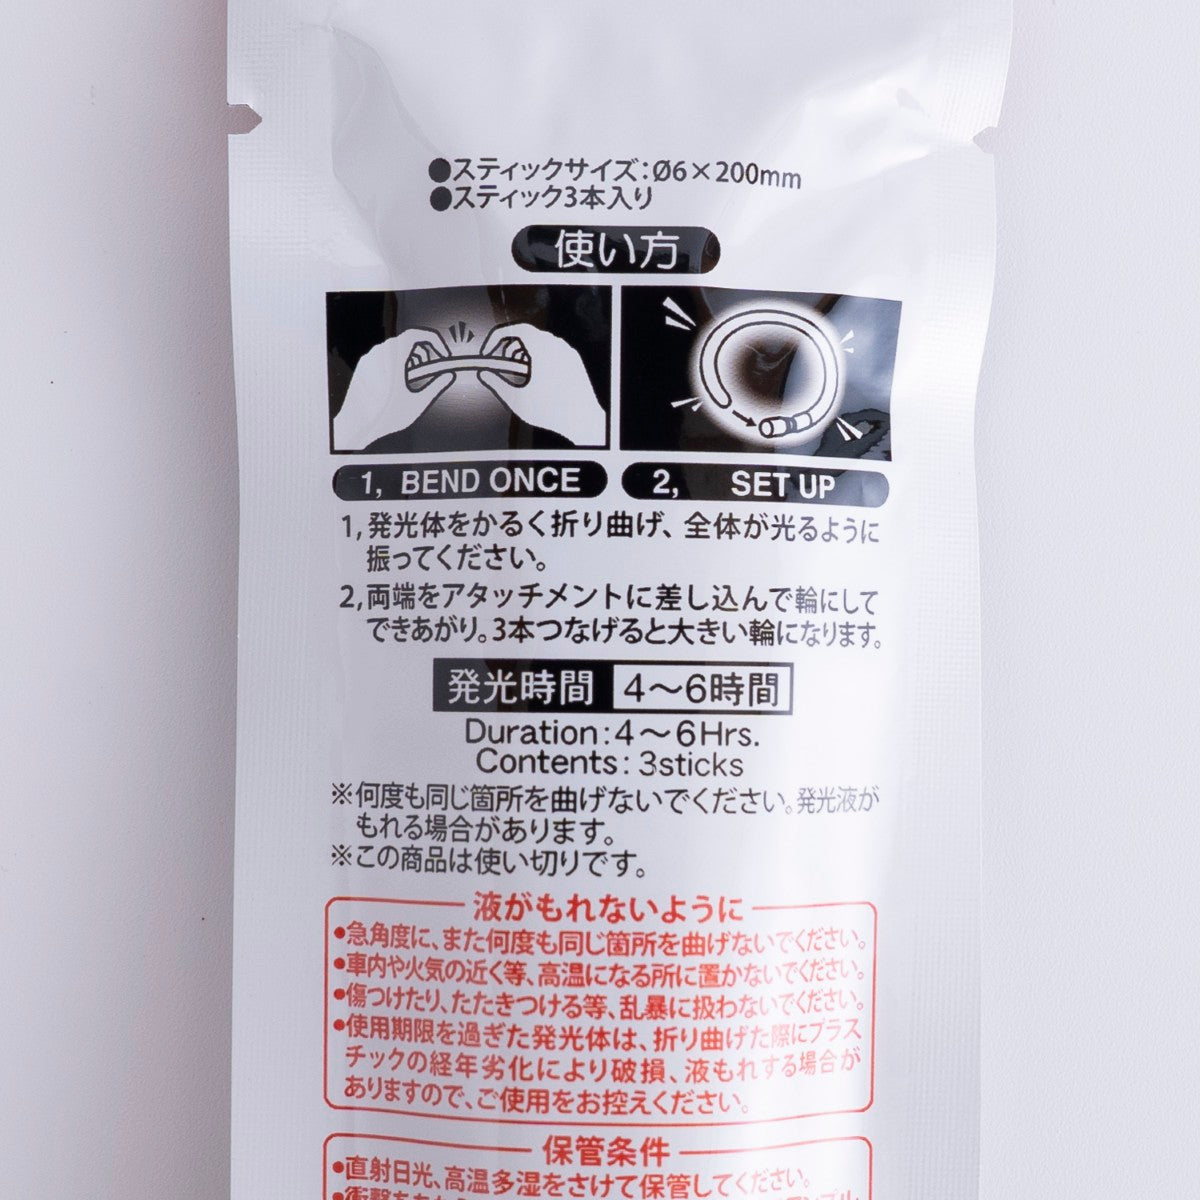 ●スティックサイズ：Ø6×200mm
●スティック3本入り
使い方
1, BEND ONCE
2, SET UP
1,発光体をかるく折り曲げ、全体が光るように
振ってください。
2,両端をアタッチメントに差し込んで輪にして
できあがり。3本つなげると大きい輪になります。
発光時間 4～6時間
Duration:4～6Hrs.
Contents:3sticks
※何度も同じ箇所を曲げないでください。発光液が
もれる場合があります。
※この商品は使い切りです。
液がもれないように
●急角度に、また何度も同じ箇所を曲げないでください。
●車内や火気の近く等、高温になる所に置かないでください。
●傷つけたり、たたきつける等、乱暴に扱わないでください。
●使用期限を過ぎた発光体は、折り曲げた際にプラス
チックの経年劣化により破損、液もれする場合が
ありますので、ご使用をお控えください。
保管条件
●直射日光、高温多湿をさけて保管してください。